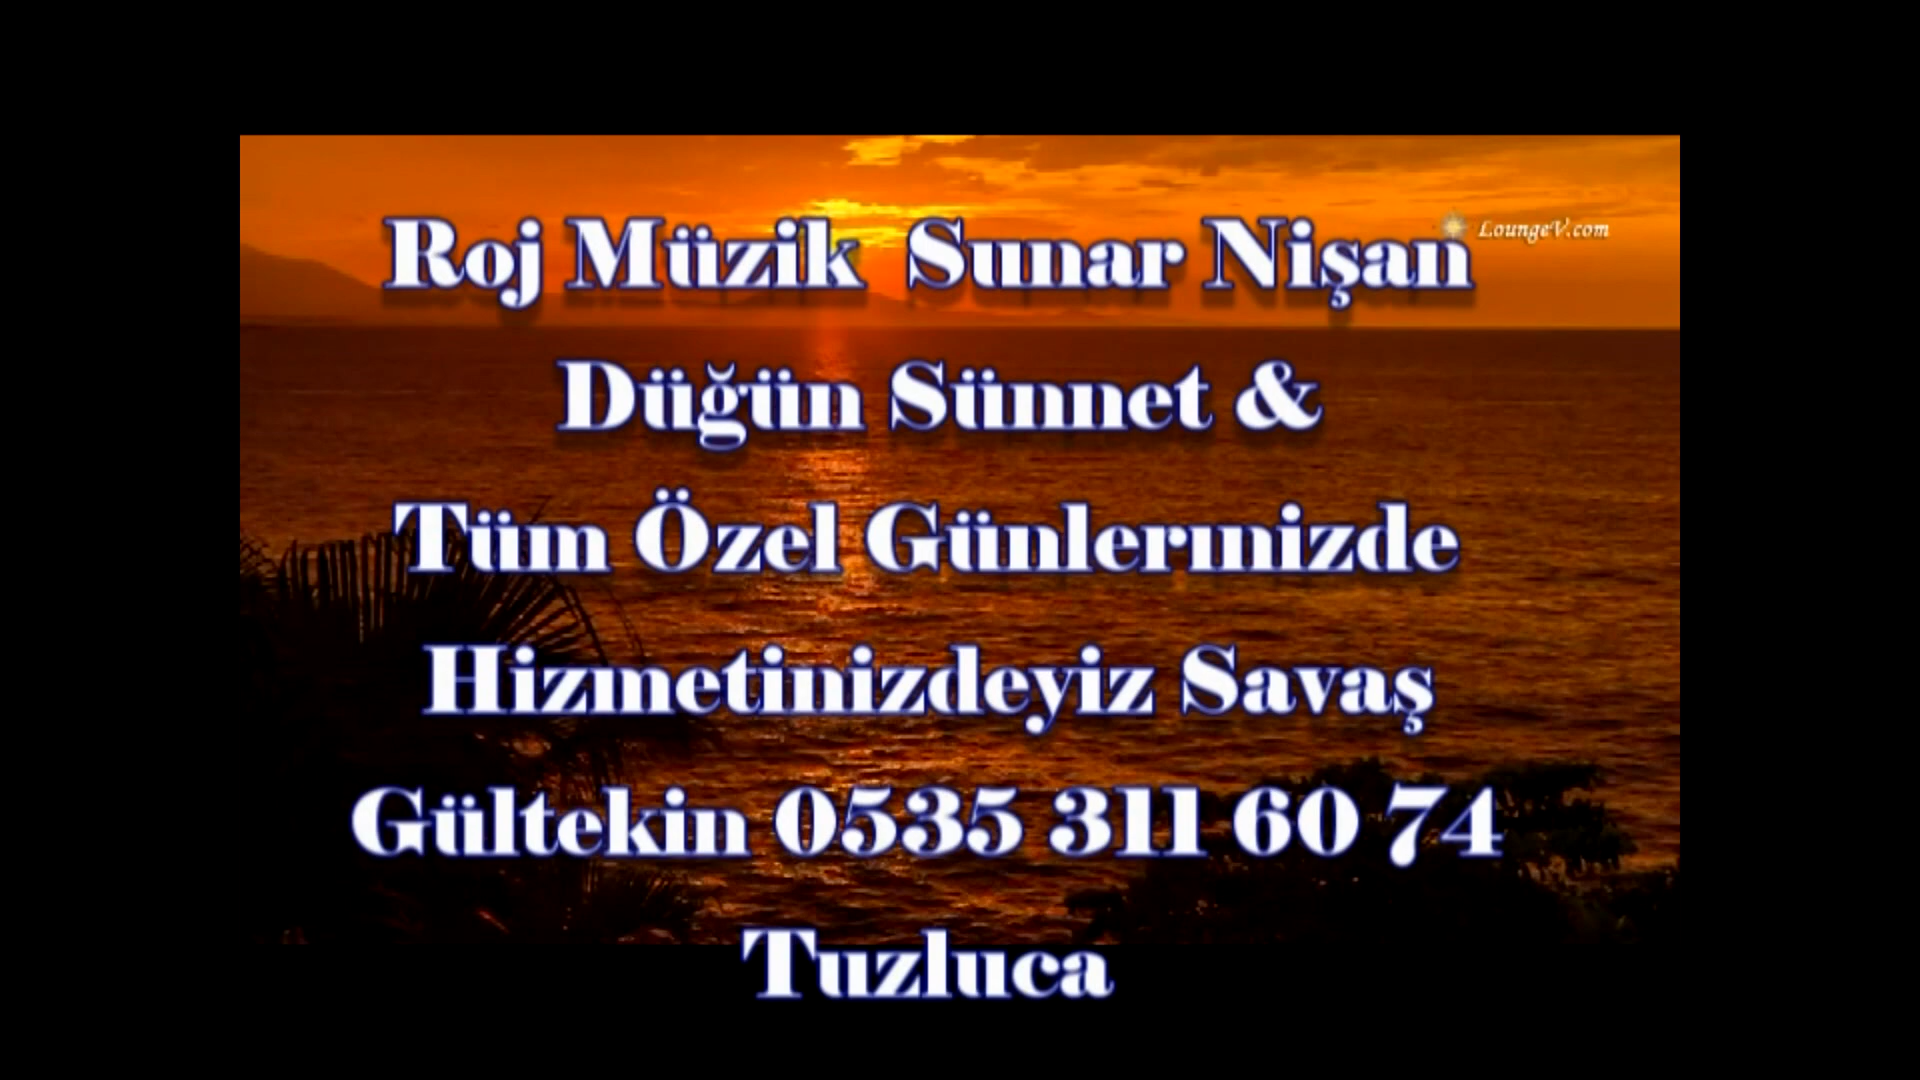 Roj Müzik Sunar Nişan
LoungeV.com
Düğün Sünnet &
Tüm Özel Günlerınizde
Hizmetinizdeyiz Savaş
Gültekin 0535 311 60 74
Tuzluca